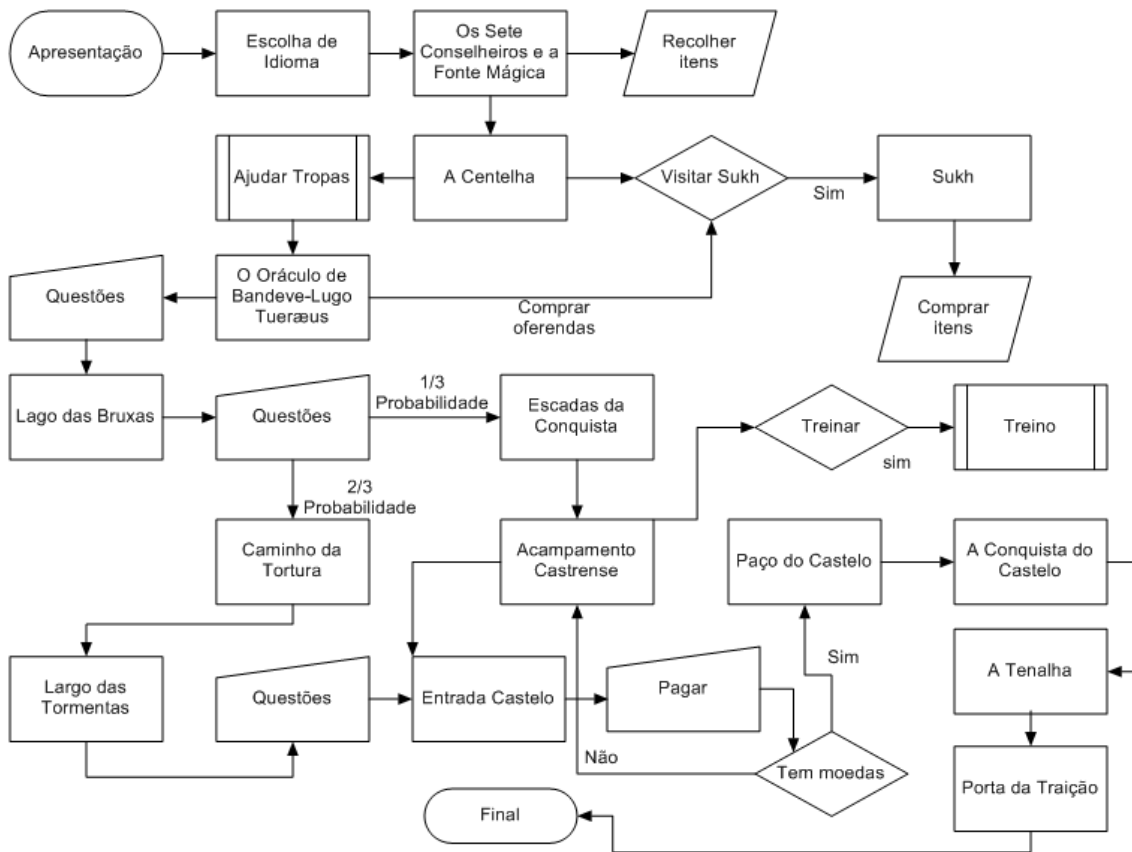 Apresentação
Escolha de
Idioma
Os Sete
Conselheiros e a
Fonte Mágica
Recolher
itens
Ajudar Tropas
A Centelha
Visitar Sukh
Sim
Sukh
Questões
O Oráculo de
Bandeve-Lugo
Tueræus
Comprar
oferendas
Comprar
itens
Lago das Bruxas
Questões
1/3
Probabilidade
Escadas da
Conquista
Treinar
sim
Treino
2/3
Probabilidade
Caminho da
Tortura
Acampamento
Castrense
Paço do Castelo
A Conquista do
Castelo
Largo das
Tormentas
Questões
Entrada Castelo
Pagar
Sim
A Tenalha
Não
Tem moedas
Porta da Traição
Final